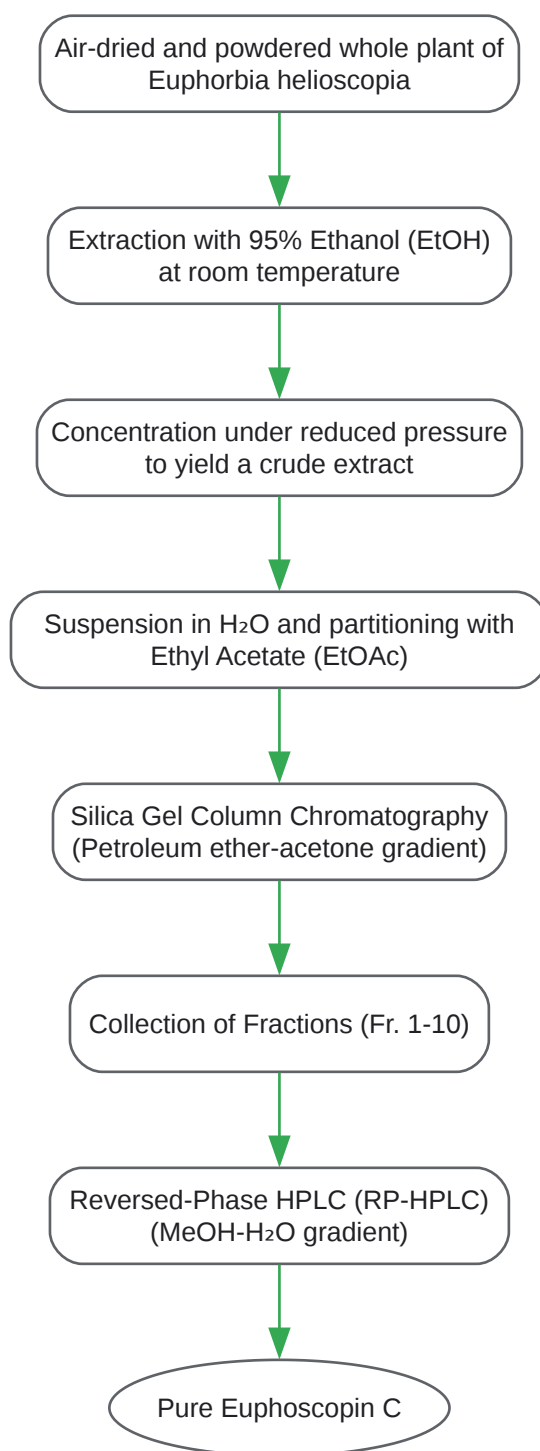 Air-dried and powdered whole plant of
Euphorbia helioscopia
Extraction with 95% Ethanol (EtOH)
at room temperature
Concentration under reduced pressure
to yield a crude extract
Suspension in H₂O and partitioning with
Ethyl Acetate (EtOAc)
Silica Gel Column Chromatography
(Petroleum ether-acetone gradient)
Collection of Fractions (Fr. 1-10)
Reversed-Phase HPLC (RP-HPLC)
(MeOH-H₂O gradient)
Pure Euphoscopin C